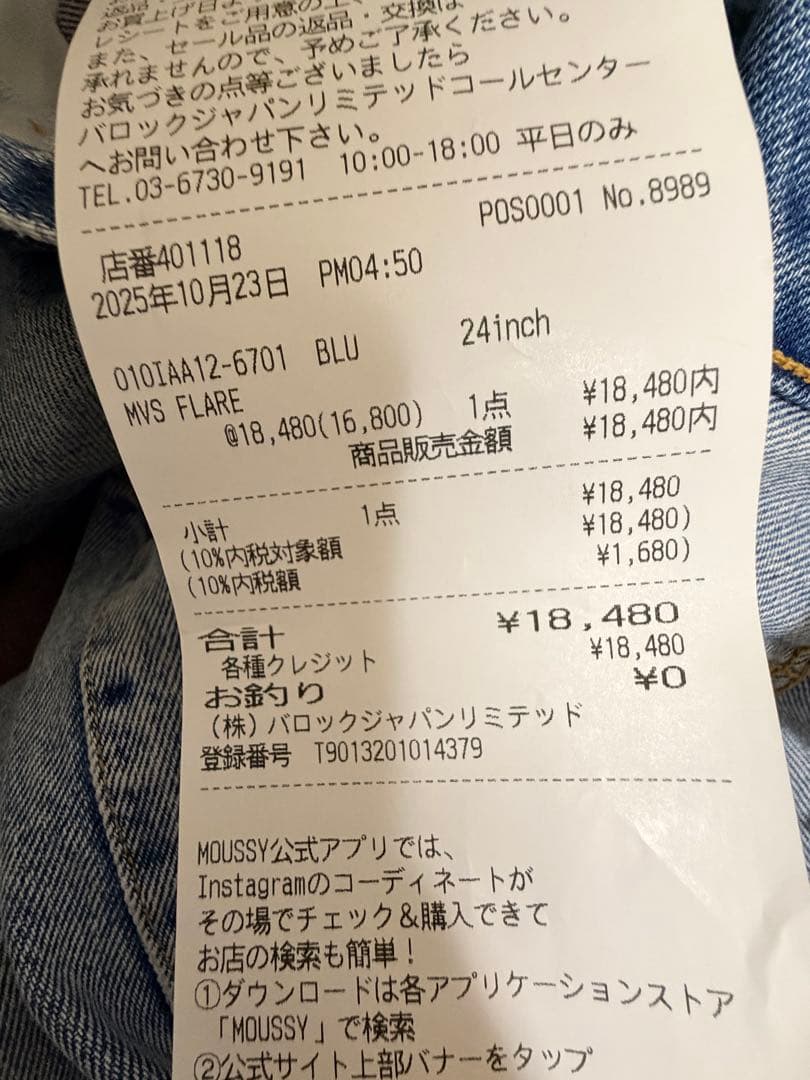 お買上げ日よ
レシートをご用意の上、
また、セール品の返品・交換は
承れませんので、予めご了承ください。
お気づきの点等ございましたら
バロックジャパンリミテッドコールセンター
へお問い合わせ下さい。
TEL.03-6730-9191 10:00-18:00 平日のみ
POS0001 No.8989
店番401118
2025年10月23日 PM04:50
010IAA12-6701 BLU 24inch
MVS FLARE
@18,480(16,800) 1点 ¥18,480内
商品販売金額 ¥18,480内
小計 1点 ¥18,480
(10%内税対象額 ¥18,480)
(10%内税額 ¥1,680)
合計 ¥18,480
各種クレジット ¥18,480
お釣り ¥0
(株)バロックジャパンリミテッド
登録番号 T9013201014379
MOUSSY公式アプリでは、
Instagramのコーディネートが
その場でチェック&購入できて
お店の検索も簡単!
①ダウンロードは各アプリケーションストア
「MOUSSY」で検索
②公式サイト上部バナーをタップ